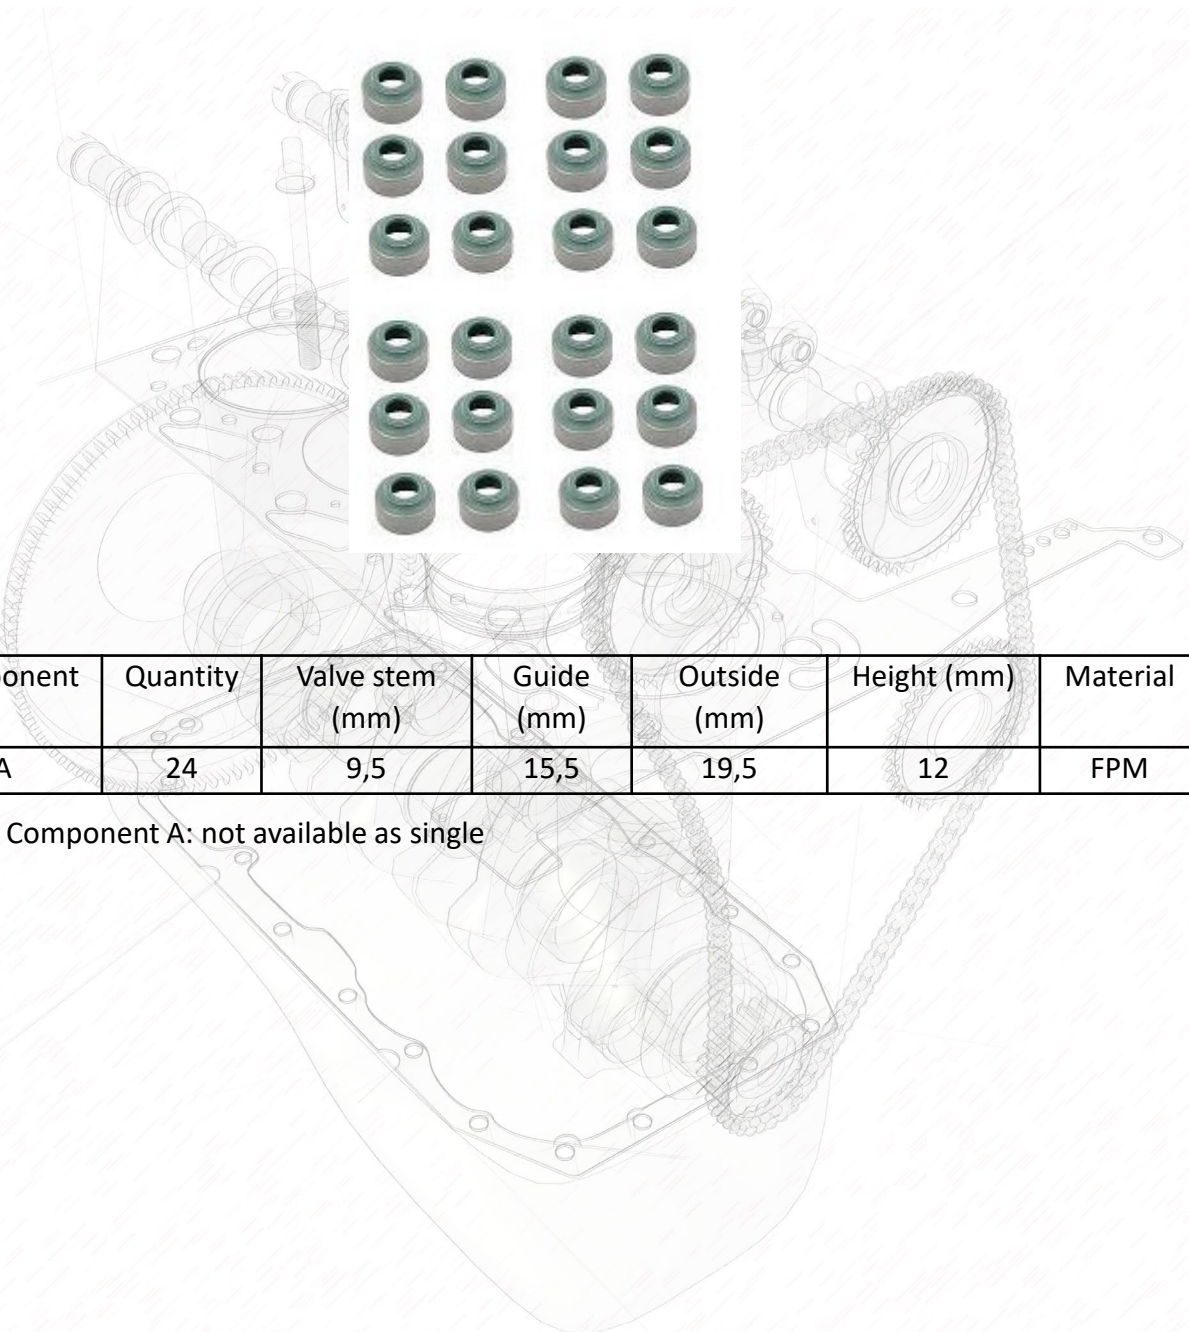 ponent Quantity Valve stem (mm) Guide (mm) Outside (mm) Height (mm) Material
A 24 9,5 15,5 19,5 12 FPM
Component A: not available as single